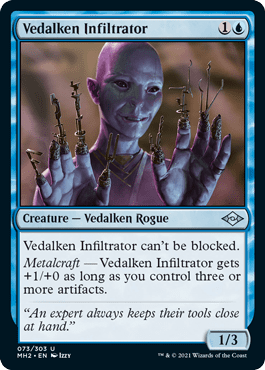 Vedalken Infiltrator 1
Creature — Vedalken Rogue
Vedalken Infiltrator can't be blocked.
Metalcraft — Vedalken Infiltrator gets
+1/+0 as long as you control three or
more artifacts.
"An expert always keeps their tools close
at hand."
1/3
073/303 U
MH2 • EN Izzy
™ & © 2021 Wizards of the Coast